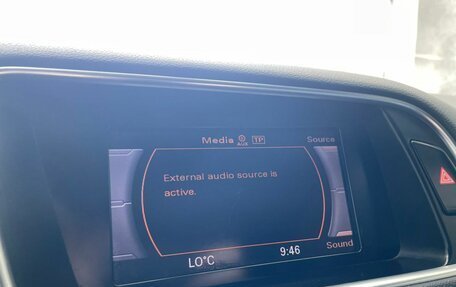 Media AUX TP Source
External audio source is
active.
LO°C 9:46 Sound